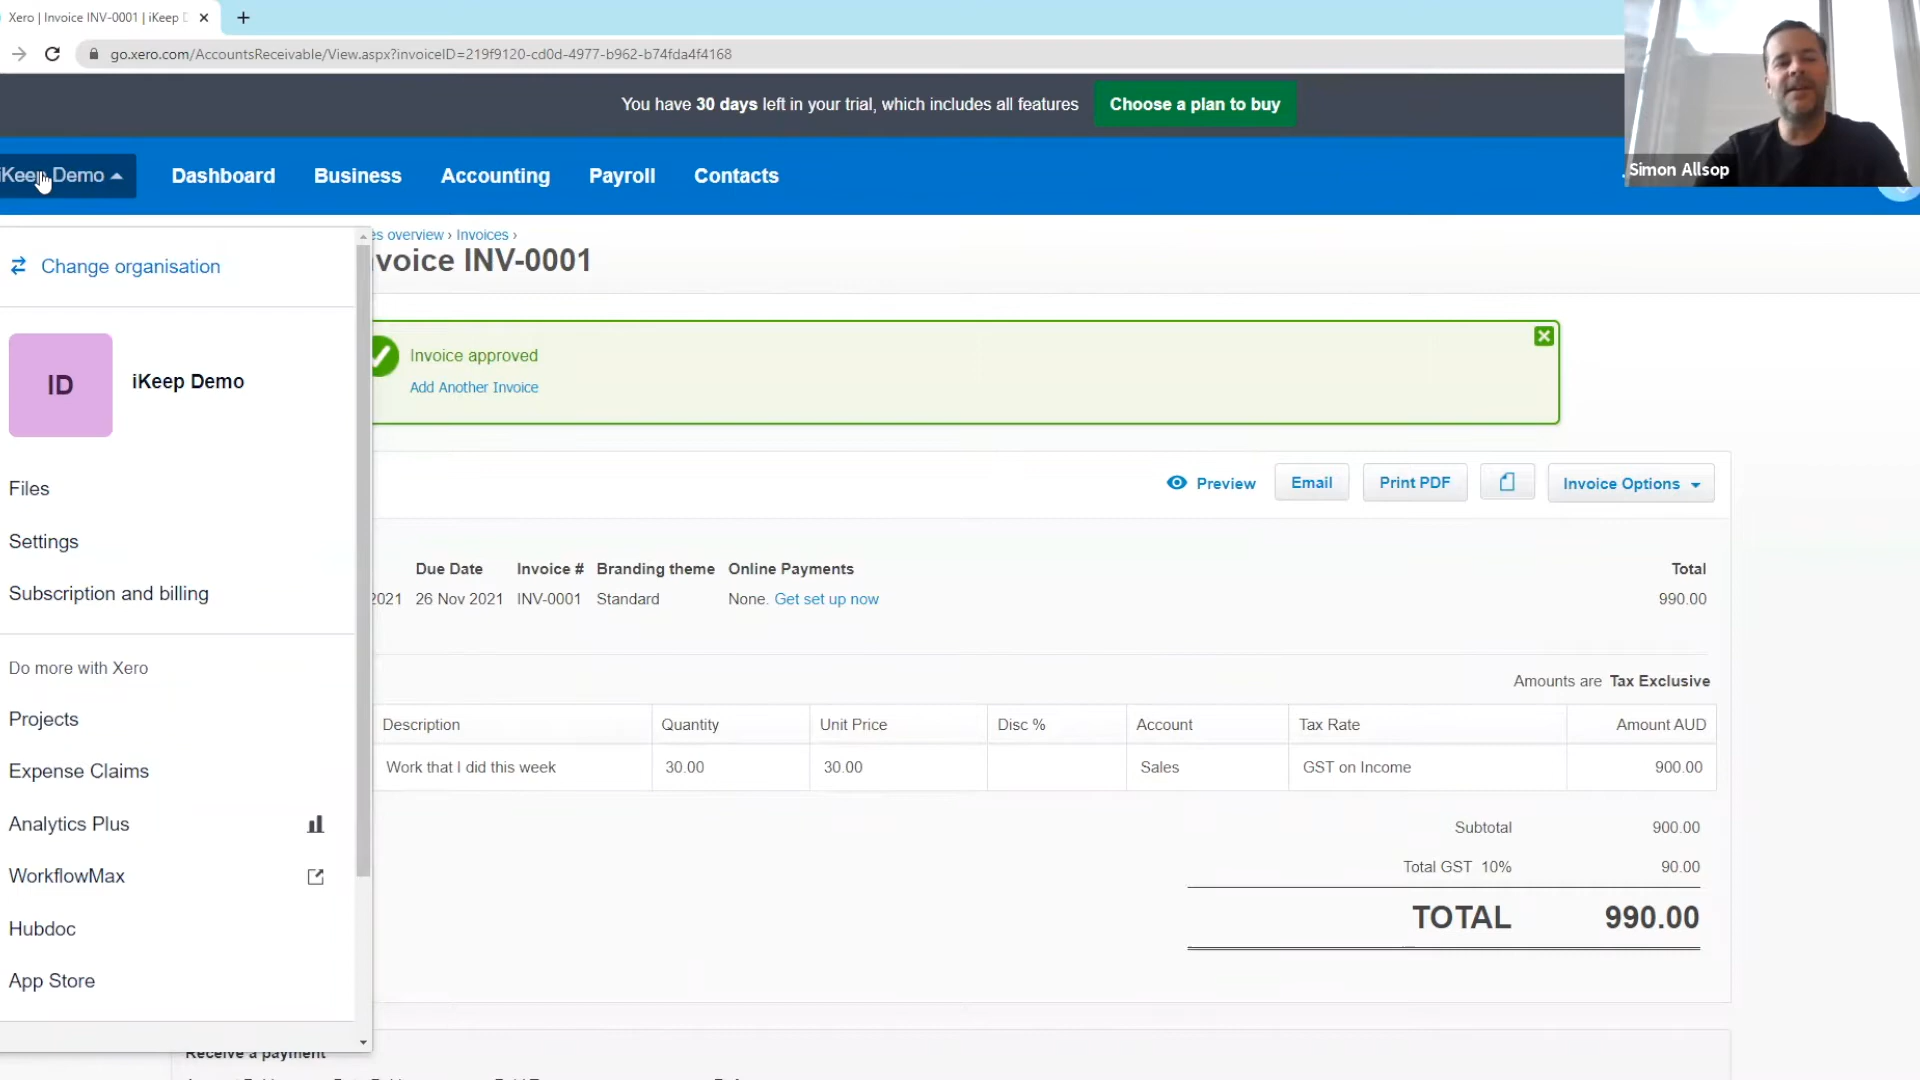 Xero | Invoice INV-0001 | iKeep
go.xero.com/AccountsReceivable/View.aspx?invoiceID=219f9120-cd0d-4977-b962-b74fda4f4168
You have 30 days left in your trial, which includes all features
Choose a plan to buy
iKeep Demo
Dashboard
Business
Accounting
Payroll
Contacts
Simon Allsop
es overview › Invoices ›
voice INV-0001
Change organisation
ID
iKeep Demo
Files
Settings
Subscription and billing
Do more with Xero
Projects
Expense Claims
Analytics Plus
WorkflowMax
Hubdoc
App Store
Invoice approved
Add Another Invoice
Preview
Email
Print PDF
Invoice Options
Due Date Invoice # Branding theme Online Payments Total
2021 26 Nov 2021 INV-0001 Standard None. Get set up now 990.00
Amounts are Tax Exclusive
Description Quantity Unit Price Disc % Account Tax Rate Amount AUD
Work that I did this week 30.00 30.00 Sales GST on Income 900.00
Subtotal 900.00
Total GST 10% 90.00
TOTAL 990.00
Receive a payment